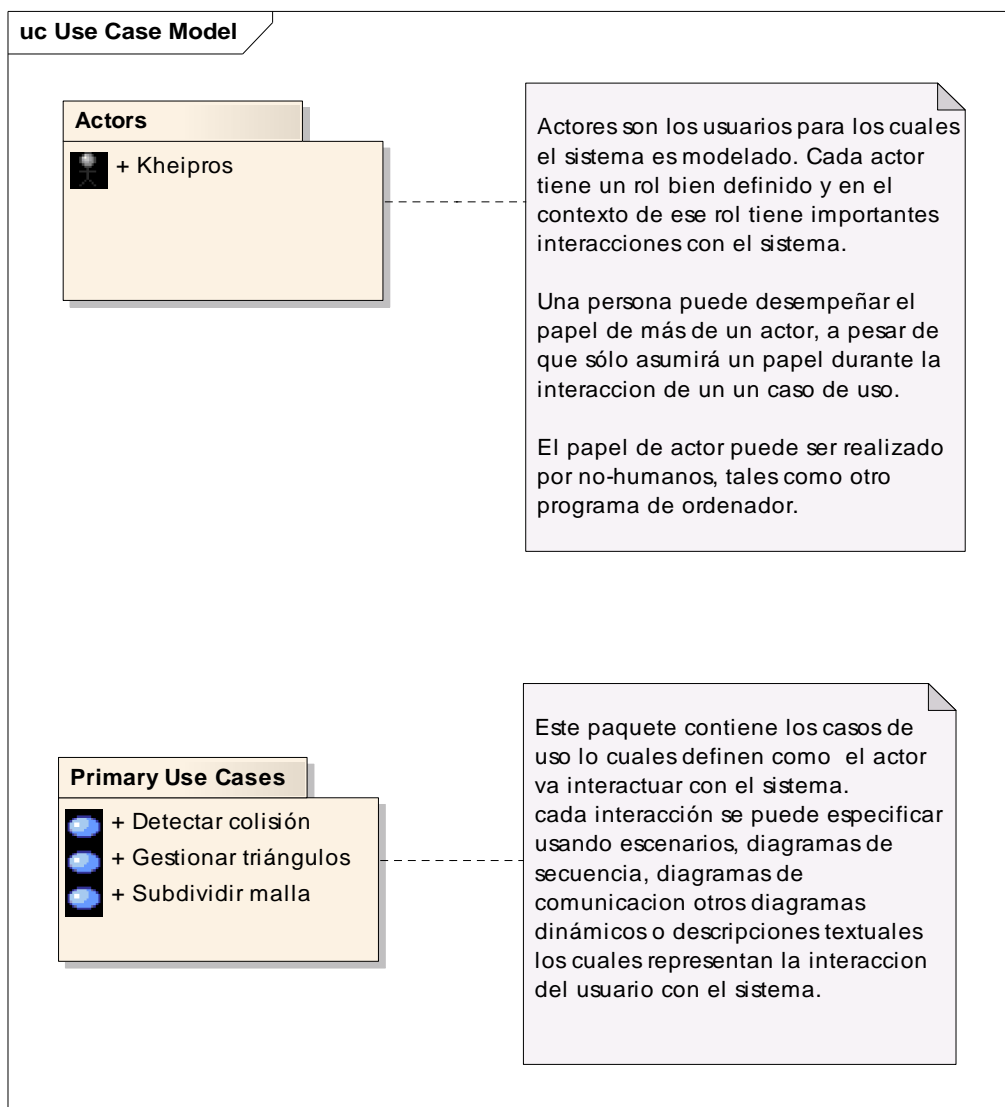 uc Use Case Model
Actors
+ Kheipros
Actores son los usuarios para los cuales
el sistema es modelado. Cada actor
tiene un rol bien definido y en el
contexto de ese rol tiene importantes
interacciones con el sistema.
Una persona puede desempeñar el
papel de más de un actor, a pesar de
que sólo asumirá un papel durante la
interaccion de un un caso de uso.
El papel de actor puede ser realizado
por no-humanos, tales como otro
programa de ordenador.
Primary Use Cases
+ Detectar colisión
+ Gestionar triángulos
+ Subdividir malla
Este paquete contiene los casos de
uso lo cuales definen como el actor
va interactuar con el sistema.
cada interacción se puede especificar
usando escenarios, diagramas de
secuencia, diagramas de
comunicacion otros diagramas
dinámicos o descripciones textuales
los cuales representan la interaccion
del usuario con el sistema.